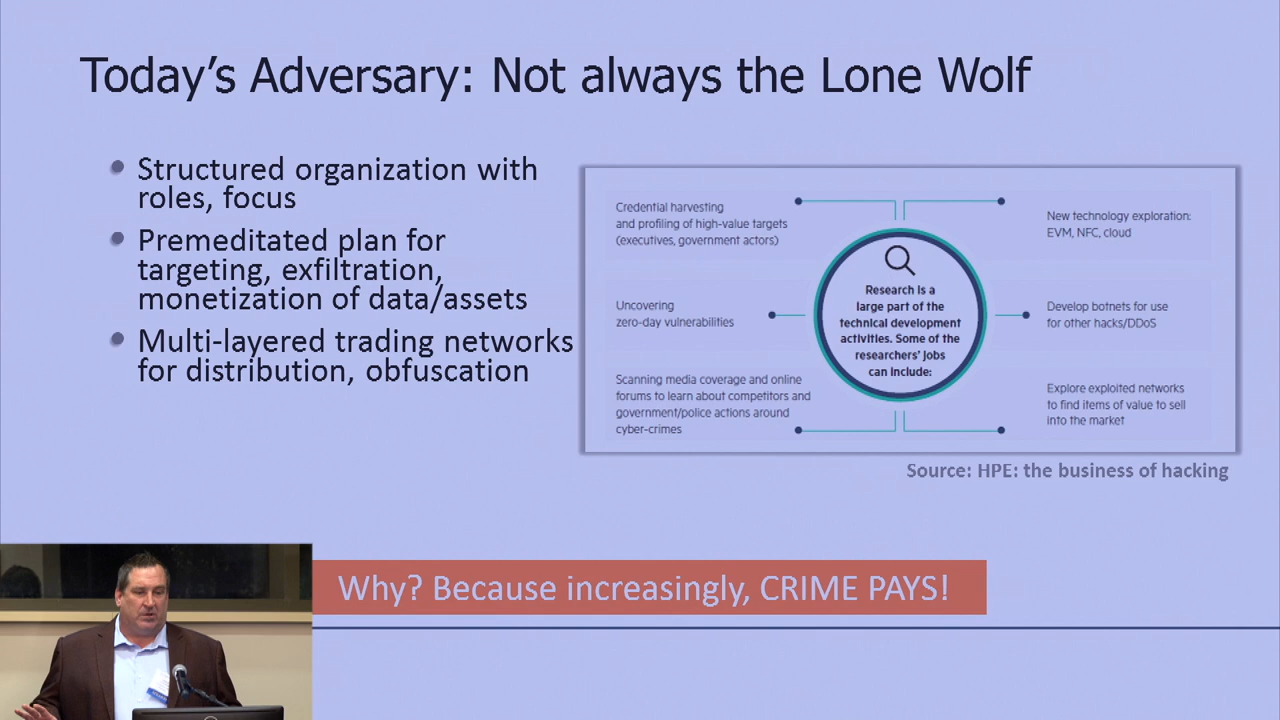 Today's Adversary: Not always the Lone Wolf
Structured organization with
roles, focus
Premeditated plan for
targeting, exfiltration,
monetization of data/assets
Multi-layered trading networks
for distribution, obfuscation
Credential harvesting
and profiling of high-value targets
(executives, government actors)
Uncovering
zero-day vulnerabilities
Scanning media coverage and online
forums to learn about competitors and
government/police actions around
cyber-crimes
Research is a
large part of the
technical development
activities. Some of the
researchers' jobs
can include:
New technology exploration:
EVM, NFC, cloud
Develop botnets for use
for other hacks/DDoS
Explore exploited networks
to find items of value to sell
into the market
Source: HPE: the business of hacking
Why? Because increasingly, CRIME PAYS!